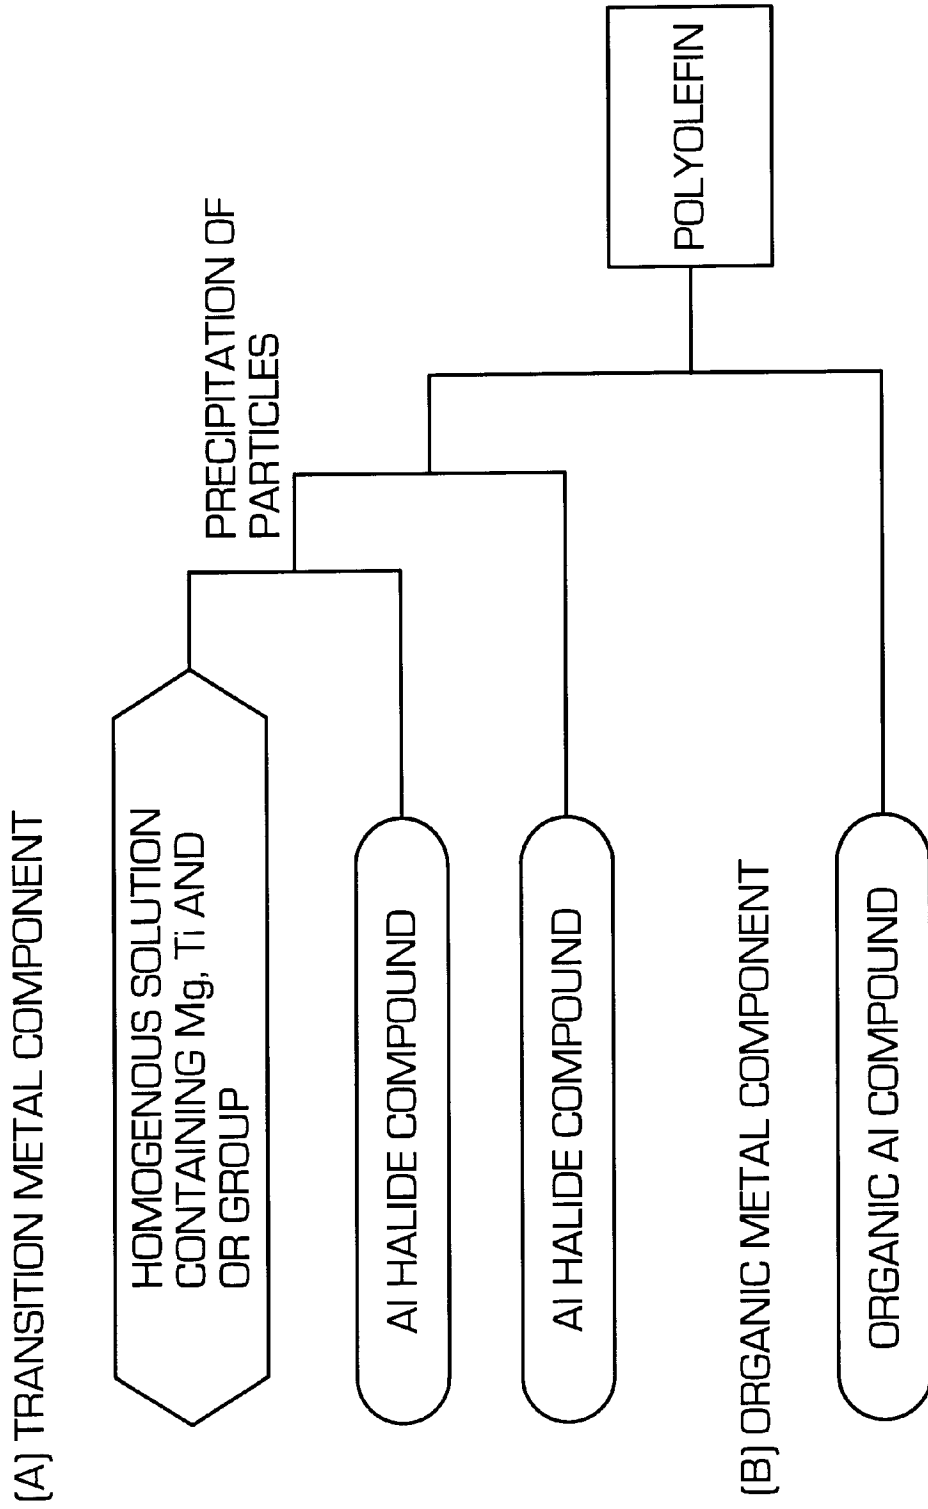 [A] TRANSITION METAL COMPONENT
HOMOGENOUS SOLUTION
CONTAINING Mg, Ti AND
OR GROUP
PRECIPITATION OF
PARTICLES
Al HALIDE COMPOUND
Al HALIDE COMPOUND
POLYOLEFIN
[B] ORGANIC METAL COMPONENT
ORGANIC Al COMPOUND